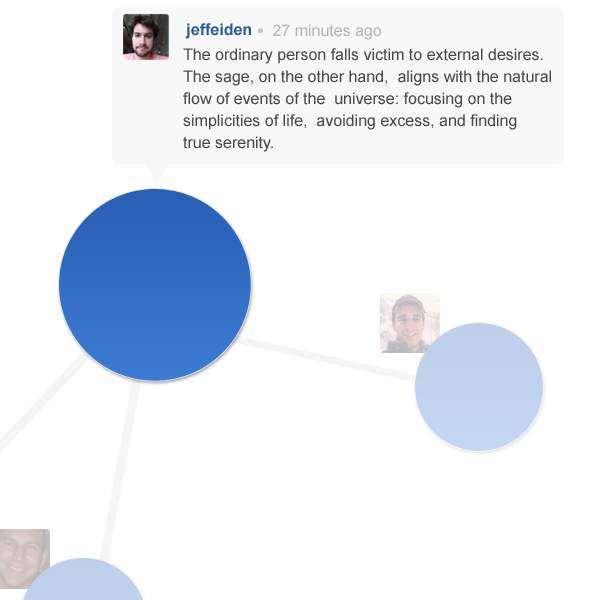 jeffeiden ▪ 27 minutes ago
The ordinary person falls victim to external desires.
The sage, on the other hand,  aligns with the natural
flow of events of the  universe: focusing on the
simplicities of life,  avoiding excess, and finding
true serenity.